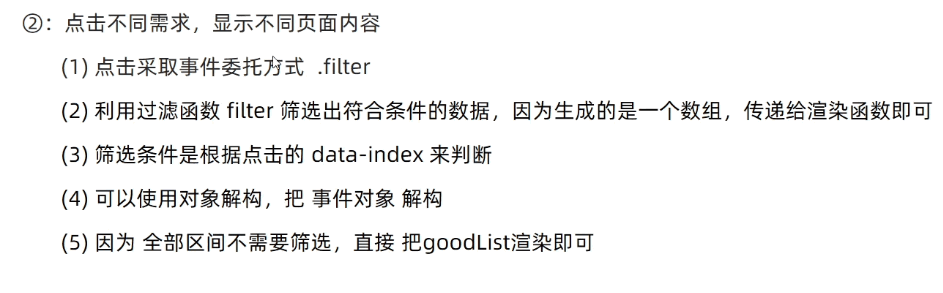 ②：点击不同需求，显示不同页面内容
(1) 点击采取事件委托方式 .filter
(2) 利用过滤函数 filter 筛选出符合条件的数据，因为生成的是一个数组，传递给渲染函数即可
(3) 筛选条件是根据点击的 data-index 来判断
(4) 可以使用对象解构，把 事件对象 解构
(5) 因为 全部区间不需要筛选，直接 把goodList渲染即可